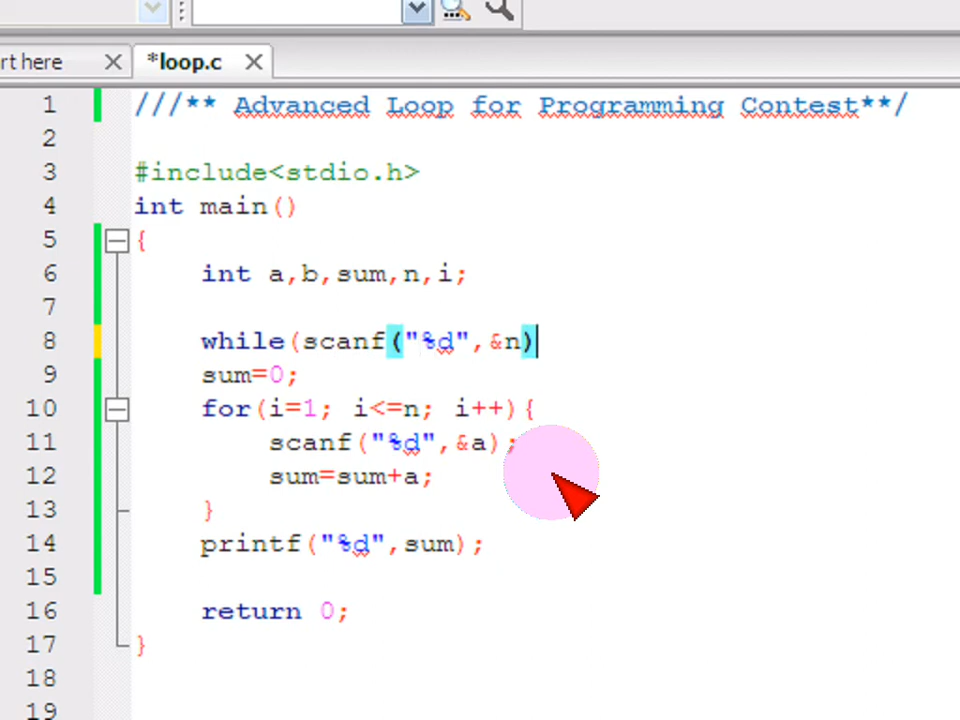 rt here *loop.c
1 ///** Advanced Loop for Programming Contest**/
2
3 #include<stdio.h>
4 int main()
5 {
6 int a,b,sum,n,i;
7
8 while(scanf("%d",&n)
9 sum=0;
10 for(i=1; i<=n; i++){
11 scanf("%d",&a);
12 sum=sum+a;
13 }
14 printf("%d",sum);
15
16 return 0;
17 }
18
19